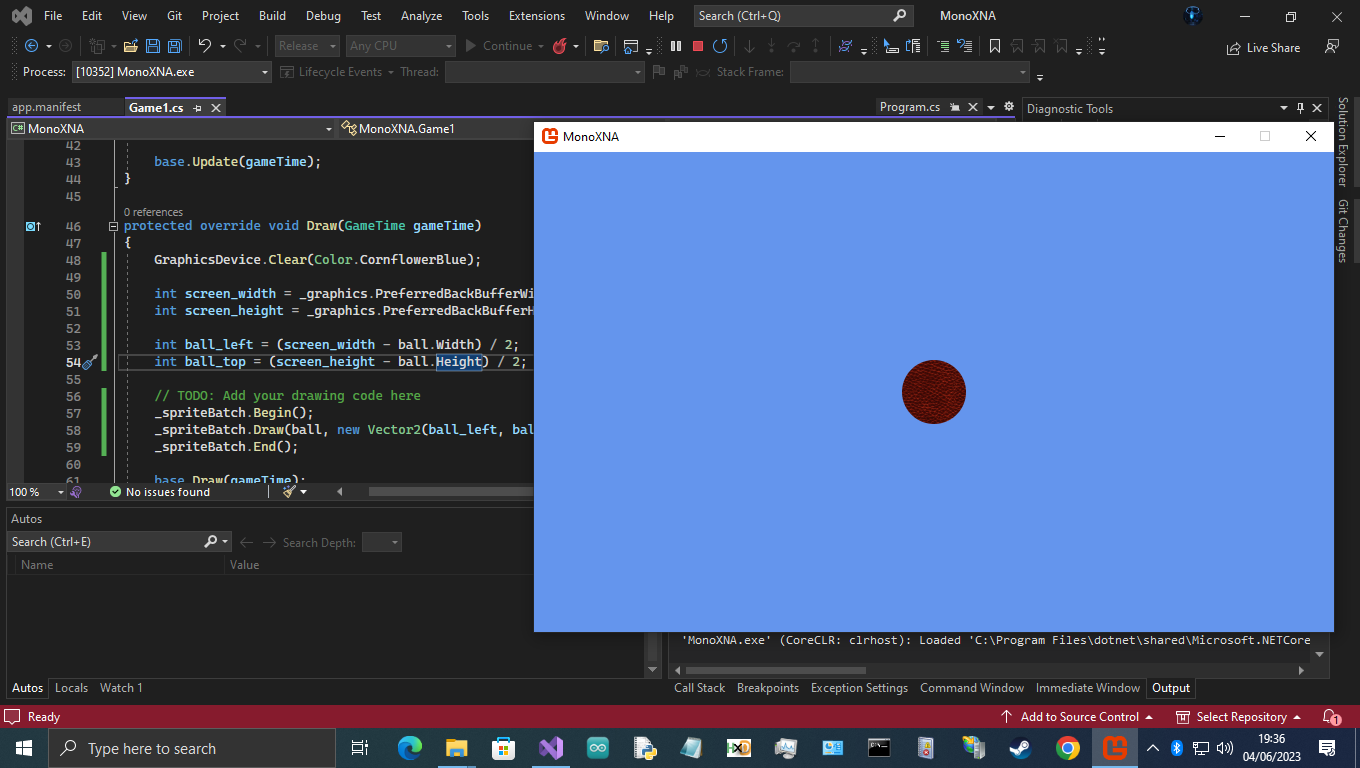 File Edit View Git Project Build Debug Test Analyze Tools Extensions Window Help Search (Ctrl+Q) MonoXNA
Release Any CPU Continue Live Share
Process: [10352] MonoXNA.exe Lifecycle Events Thread: Stack Frame:
app.manifest Game1.cs Program.cs Diagnostic Tools
MonoXNA MonoXNA.Game1
MonoXNA
Solution Explorer
Git Changes
42
43 base.Update(gameTime);
44 }
45
0 references
46 protected override void Draw(GameTime gameTime)
47 {
48 GraphicsDevice.Clear(Color.CornflowerBlue);
49
50 int screen_width = _graphics.PreferredBackBufferWi
51 int screen_height = _graphics.PreferredBackBufferH
52
53 int ball_left = (screen_width - ball.Width) / 2;
54 int ball_top = (screen_height - ball.Height) / 2;
55
56 // TODO: Add your drawing code here
57 _spriteBatch.Begin();
58 _spriteBatch.Draw(ball, new Vector2(ball_left, bal
59 _spriteBatch.End();
60
61 base.Draw(gameTime);
100 % No issues found
Autos
Search (Ctrl+E) Search Depth:
Name Value
'MonoXNA.exe' (CoreCLR: clrhost): Loaded 'C:\Program Files\dotnet\shared\Microsoft.NETCore
Autos Locals Watch 1 Call Stack Breakpoints Exception Settings Command Window Immediate Window Output
Ready Add to Source Control Select Repository 1
Type here to search 19:36
04/06/2023